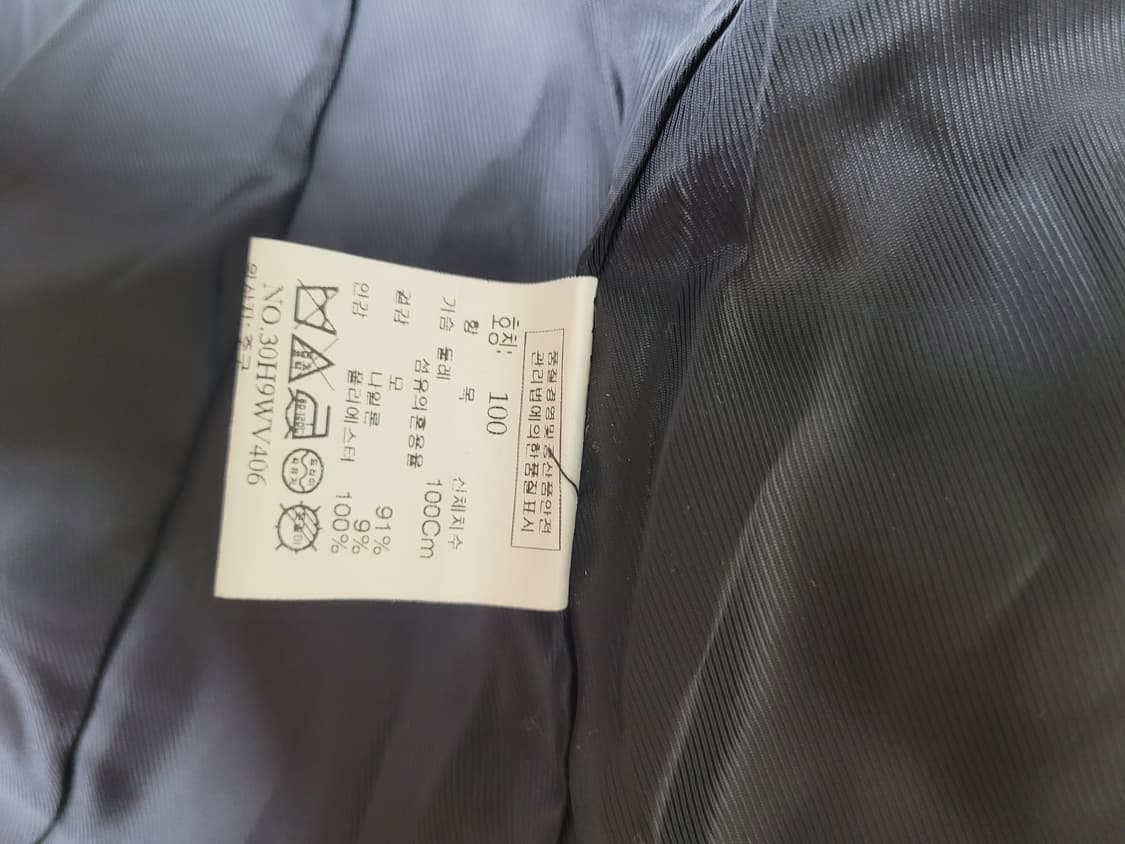 품질경영및공산품안전
관리법에의한품질표시
호칭: 100
항 목 신체치수
가슴 둘레 100Cm
섬유의혼용율
겉감 모 91%
나일론 9%
안감 폴리에스터 100%
NO.30H9WV406